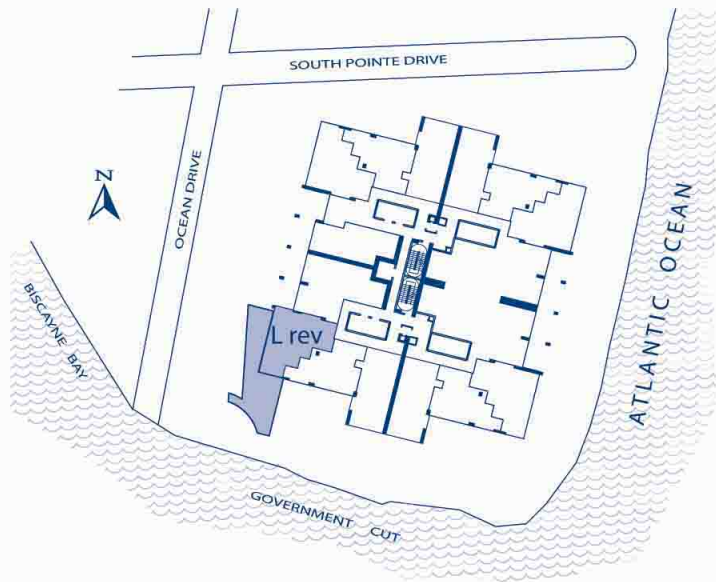 SOUTH POINTE DRIVE
N
OCEAN DRIVE
ATLANTIC OCEAN
BISCAYNE BAY
L rev
GOVERNMENT CUT